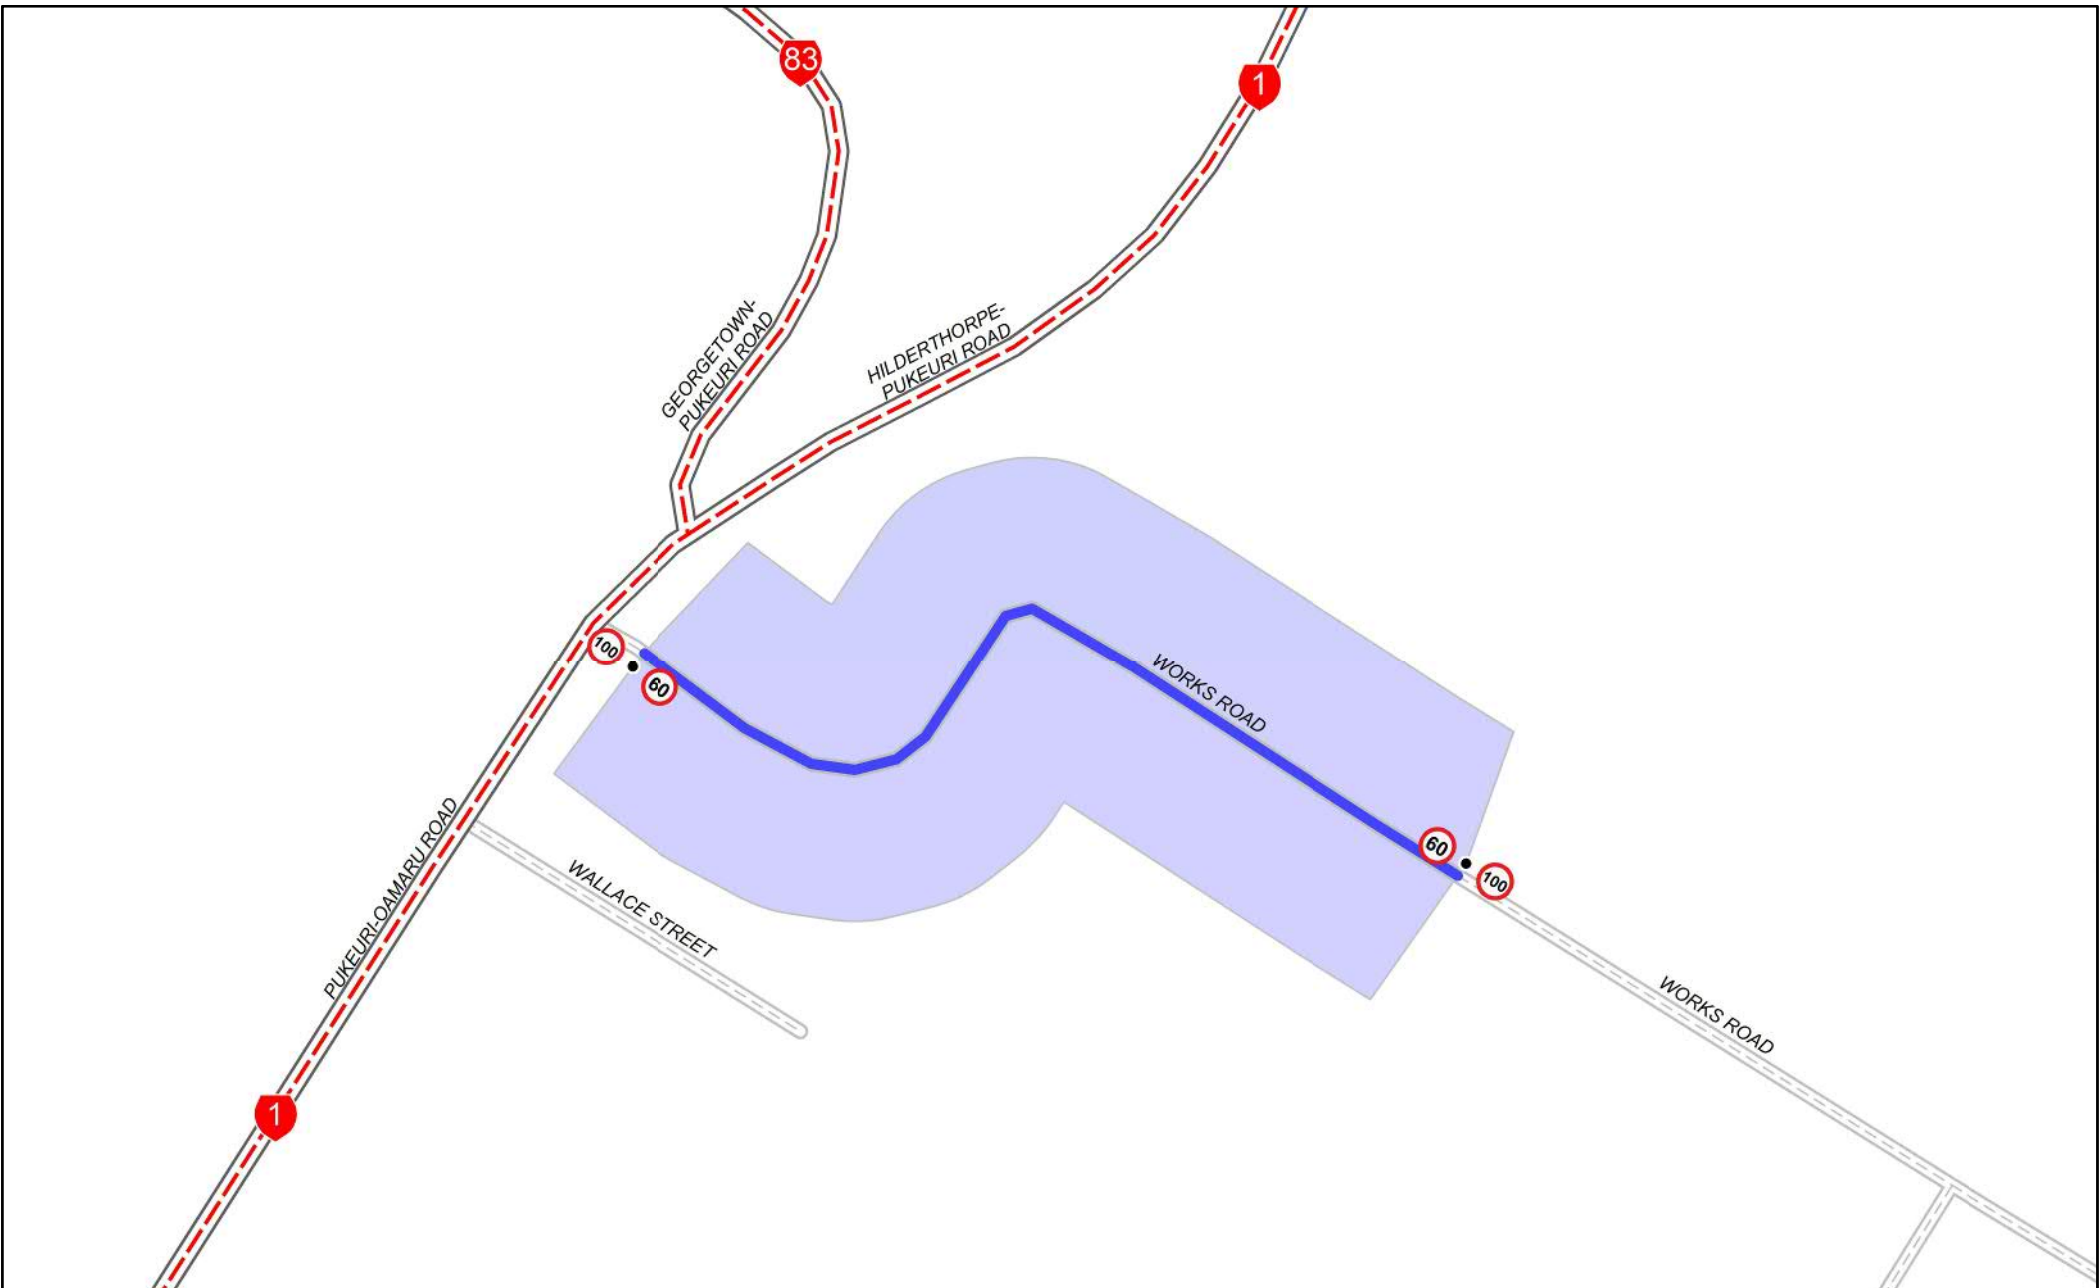 83
1
GEORGETOWN-
PUKEURI ROAD
HILDERTHORPE-
PUKEURI ROAD
100
60
WORKS ROAD
PUKEURI-OAMARU ROAD
WALLACE STREET
60
100
WORKS ROAD
1